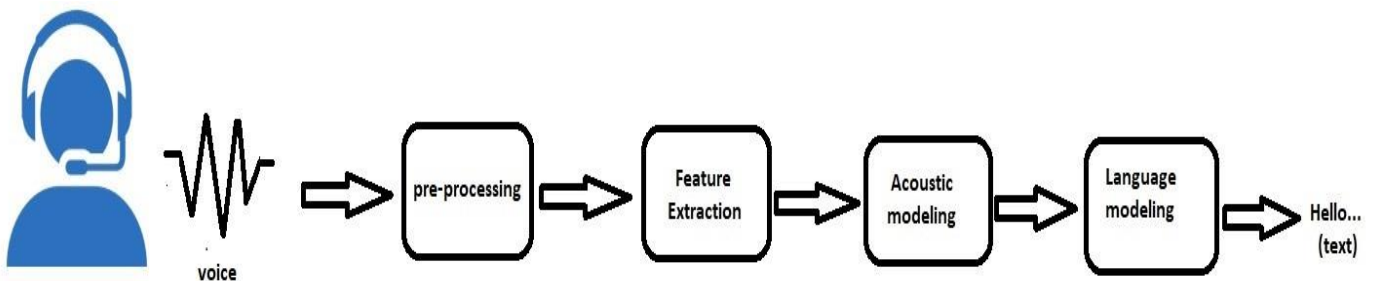 voice
pre-processing
Feature
Extraction
Acoustic
modeling
Language
modeling
Hello...
(text)